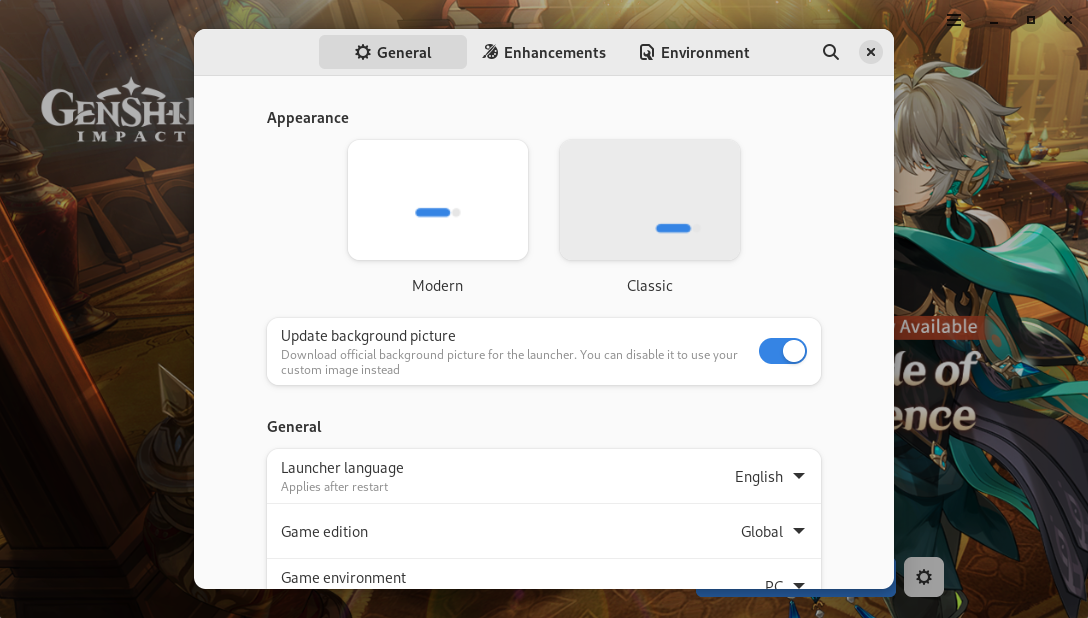 General
Enhancements
Environment
GENSHI
IMPACT
Appearance
Modern
Classic
Update background picture
Download official background picture for the launcher. You can disable it to use your
custom image instead
Available
le of
ence
General
Launcher language
Applies after restart
English
Game edition
Global
Game environment
PC